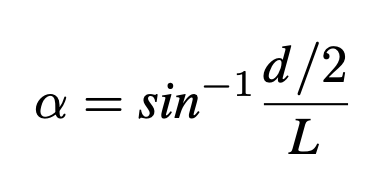 α = sin⁻¹ (d/2)/L